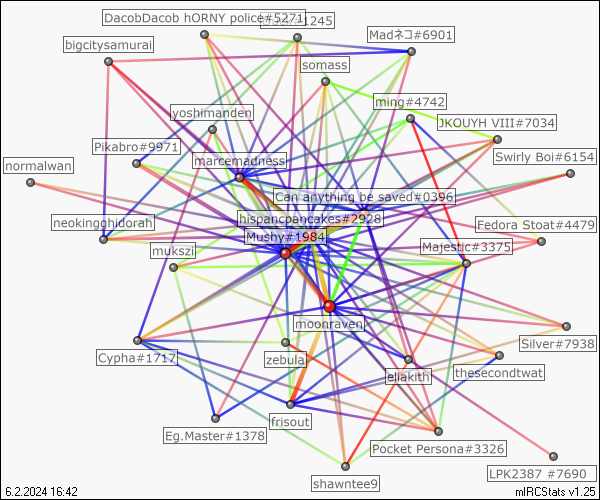 DacobDacob hORNY police#5271
1245
Madネコ#6901
bigcitysamurai
somass
ming#4742
yoshimanden
JKOUYH VIII#7034
Pikabro#9971
Swirly Boi#6154
normalwan
marcemadness
Can anything be saved#0396
neokingghidorah
hispancpancakes#2928
Fedora Stoat#4479
Mushy#1984
Majestic#3375
mukszi
moonraven
Silver#7938
Cypha#1717
zebula
eliakith
thesecondtwat
frisout
Eg.Master#1378
Pocket Persona#3326
LPK2387 #7690
shawntee9
6.2.2024 16:42
mIRCStats v1.25